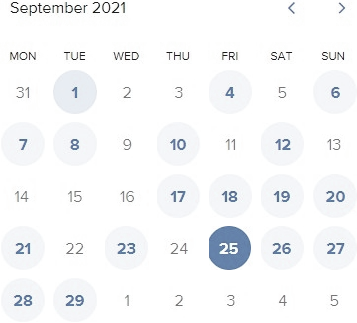 September 2021
MON TUE WED THU FRI SAT SUN
31 1 2 3 4 5 6
7 8 9 10 11 12 13
14 15 16 17 18 19 20
21 22 23 24 25 26 27
28 29 1 2 3 4 5